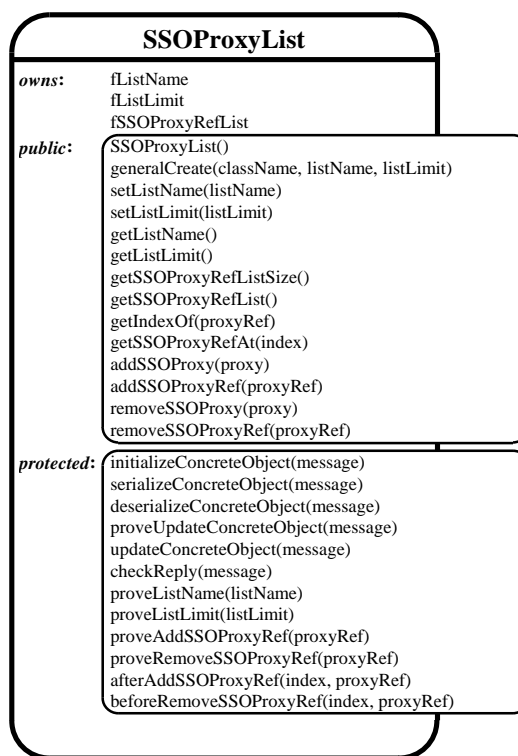 SSOProxyList
owns: fListName
fListLimit
fSSOProxyRefList
public: SSOProxyList()
generalCreate(className, listName, listLimit)
setListName(listName)
setListLimit(listLimit)
getListName()
getListLimit()
getSSOProxyRefListSize()
getSSOProxyRefList()
getIndexOf(proxyRef)
getSSOProxyRefAt(index)
addSSOProxy(proxy)
addSSOProxyRef(proxyRef)
removeSSOProxy(proxy)
removeSSOProxyRef(proxyRef)
protected: initializeConcreteObject(message)
serializeConcreteObject(message)
deserializeConcreteObject(message)
proveUpdateConcreteObject(message)
updateConcreteObject(message)
checkReply(message)
proveListName(listName)
proveListLimit(listLimit)
proveAddSSOProxyRef(proxyRef)
proveRemoveSSOProxyRef(proxyRef)
afterAddSSOProxyRef(index, proxyRef)
beforeRemoveSSOProxyRef(index, proxyRef)